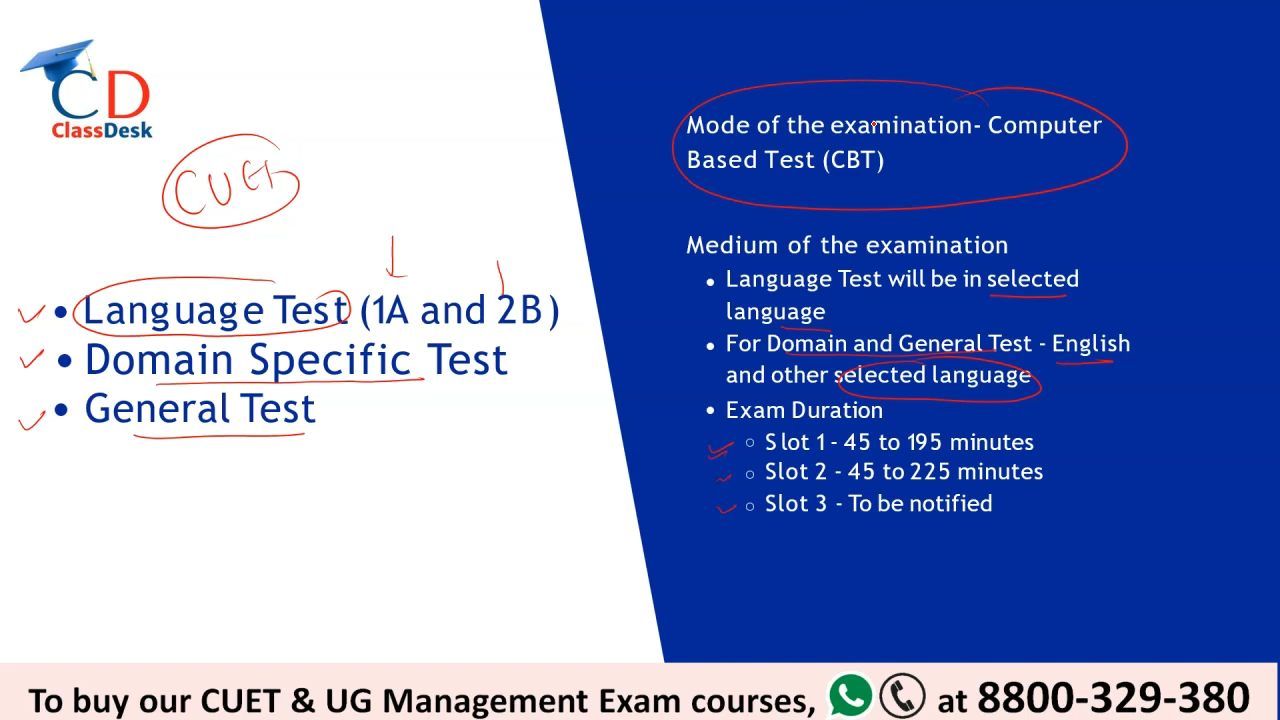 CD
ClassDesk
CUET
• Language Test (1A and 2B)
• Domain Specific Test
• General Test
Mode of the examination- Computer
Based Test (CBT)
Medium of the examination
• Language Test will be in selected
language
• For Domain and General Test - English
and other selected language
• Exam Duration
○ Slot 1 - 45 to 195 minutes
○ Slot 2 - 45 to 225 minutes
○ Slot 3 - To be notified
To buy our CUET & UG Management Exam courses, at 8800-329-380